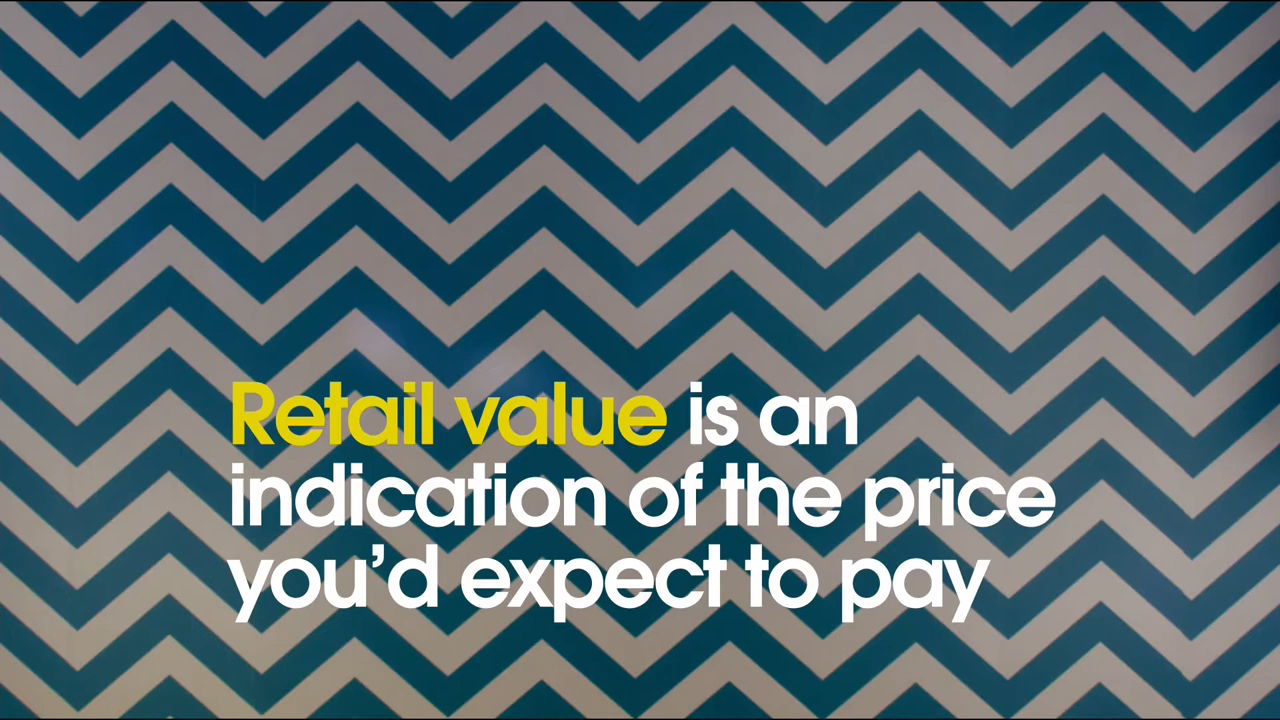 Retail value is an
indication of the price
you’d expect to pay